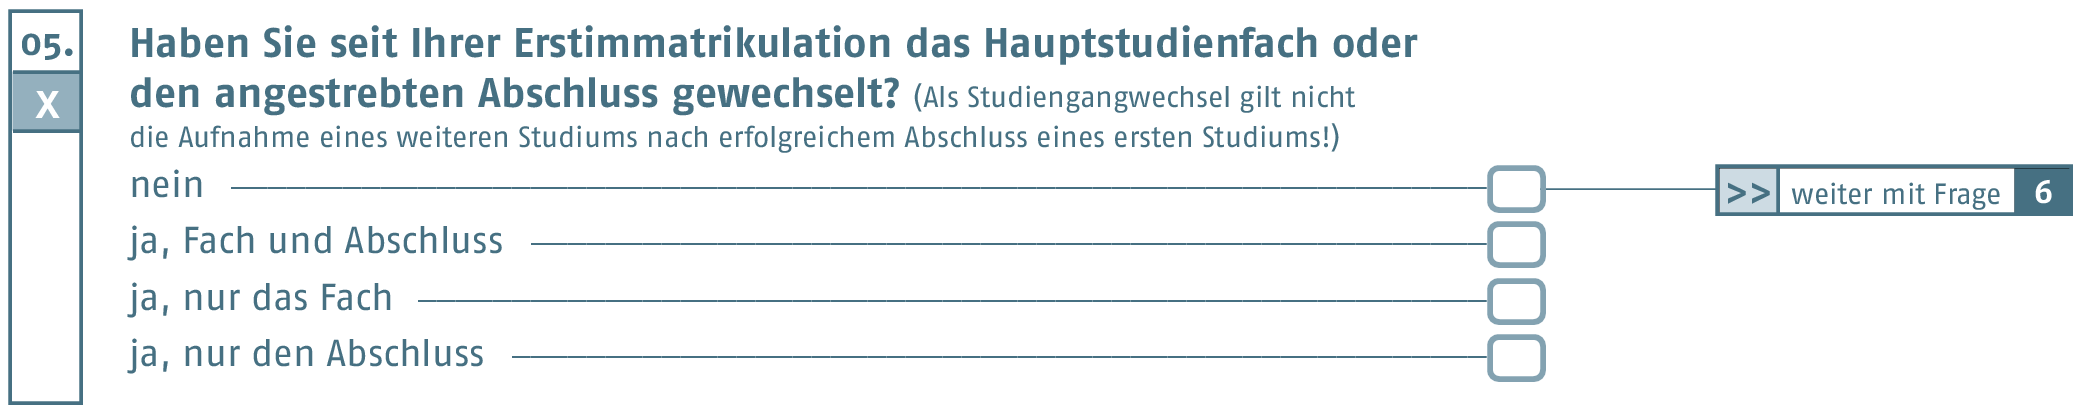 05.
X
Haben Sie seit Ihrer Erstimmatrikulation das Hauptstudienfach oder
den angestrebten Abschluss gewechselt? (Als Studiengangwechsel gilt nicht
die Aufnahme eines weiteren Studiums nach erfolgreichem Abschluss eines ersten Studiums!)
nein >> weiter mit Frage 6
ja, Fach und Abschluss
ja, nur das Fach
ja, nur den Abschluss